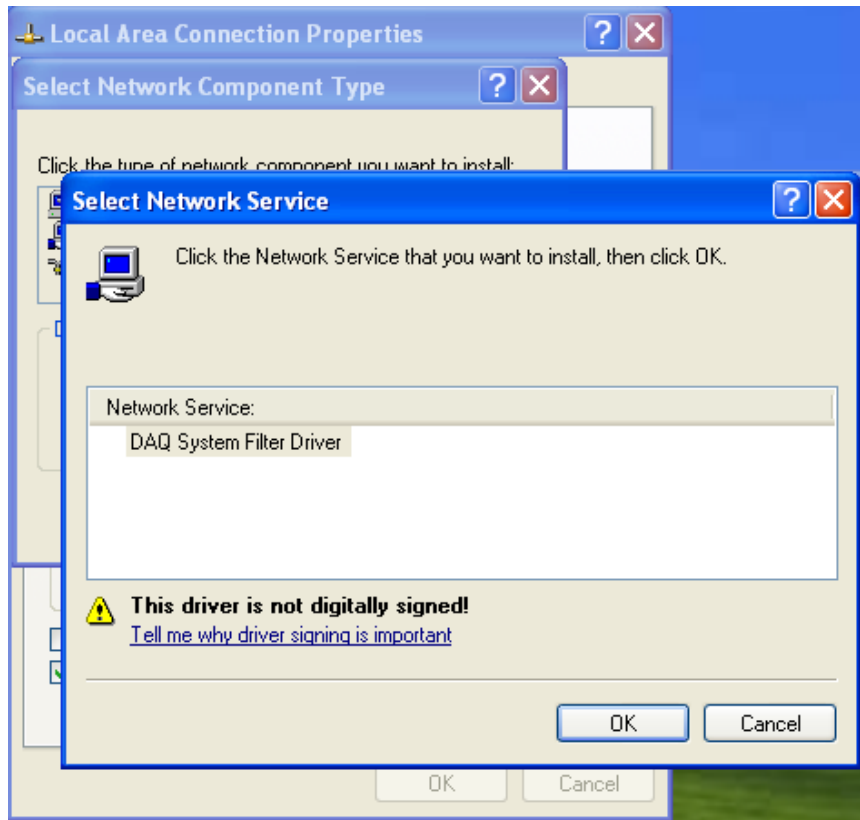 Local Area Connection Properties
Select Network Component Type
Click the type of network component you want to install:
Select Network Service
Click the Network Service that you want to install, then click OK.
Network Service:
DAQ System Filter Driver
This driver is not digitally signed!
Tell me why driver signing is important
OK
Cancel
OK
Cancel